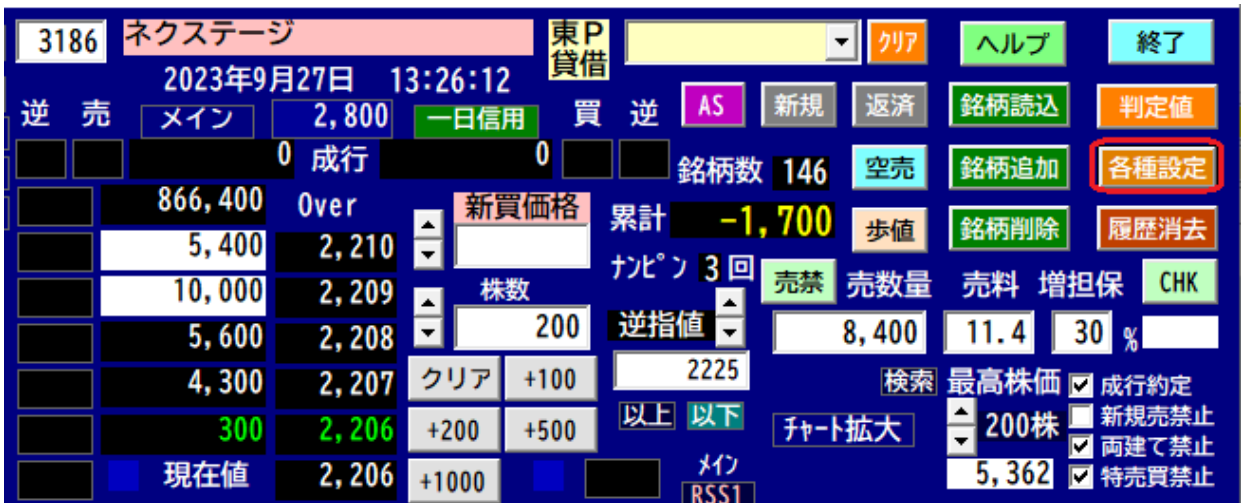 3186 ネクステージ 東P 貸借 クリア ヘルプ 終了
2023年9月27日 13:26:12
逆 売 メイン 2,800 一日信用 買 逆 AS 新規 返済 銘柄読込 判定値
0 成行 0 銘柄数 146 空売 銘柄追加 各種設定
866,400 Over 新買価格 累計 -1,700 歩値 銘柄削除 履歴消去
5,400 2,210
ナンピン 3 回 売禁 売数量 売料 増担保 CHK
10,000 2,209 株数
5,600 2,208 200 逆指値 8,400 11.4 30 %
4,300 2,207 クリア +100 2225 検索 最高株価 成行約定
300 2,206 +200 +500 以上 以下 チャート拡大 200株 新規売禁止
両建て禁止
現在値 2,206 +1000 メイン 5,362 特売買禁止
RSS1